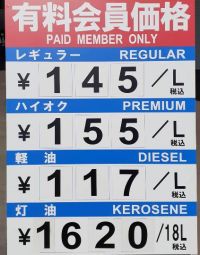 有料会員価格
PAID MEMBER ONLY
レギュラー REGULAR
¥145/L 税込
ハイオク PREMIUM
¥155/L 税込
軽油 DIESEL
¥117/L 税込
灯油 KEROSENE
¥1620/18L 税込